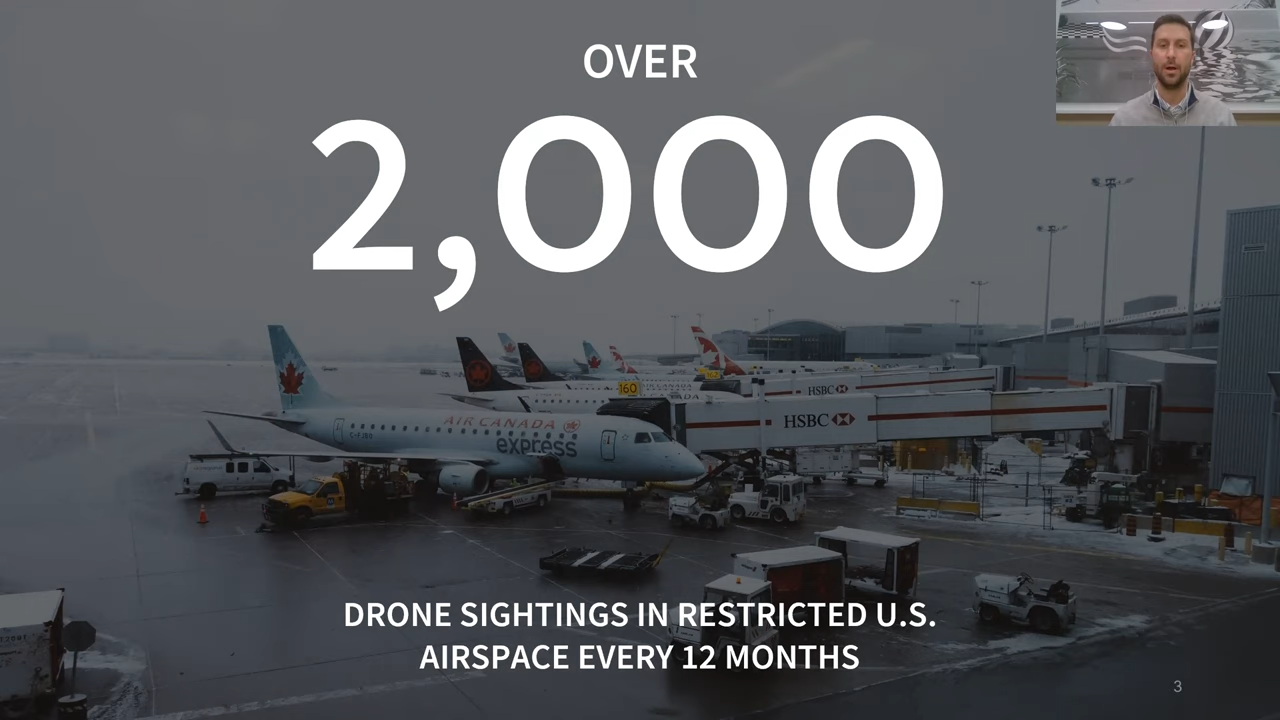 OVER
2,000
160
HSBC
HSBC
AIR CANADA
express
DRONE SIGHTINGS IN RESTRICTED U.S.
AIRSPACE EVERY 12 MONTHS
3